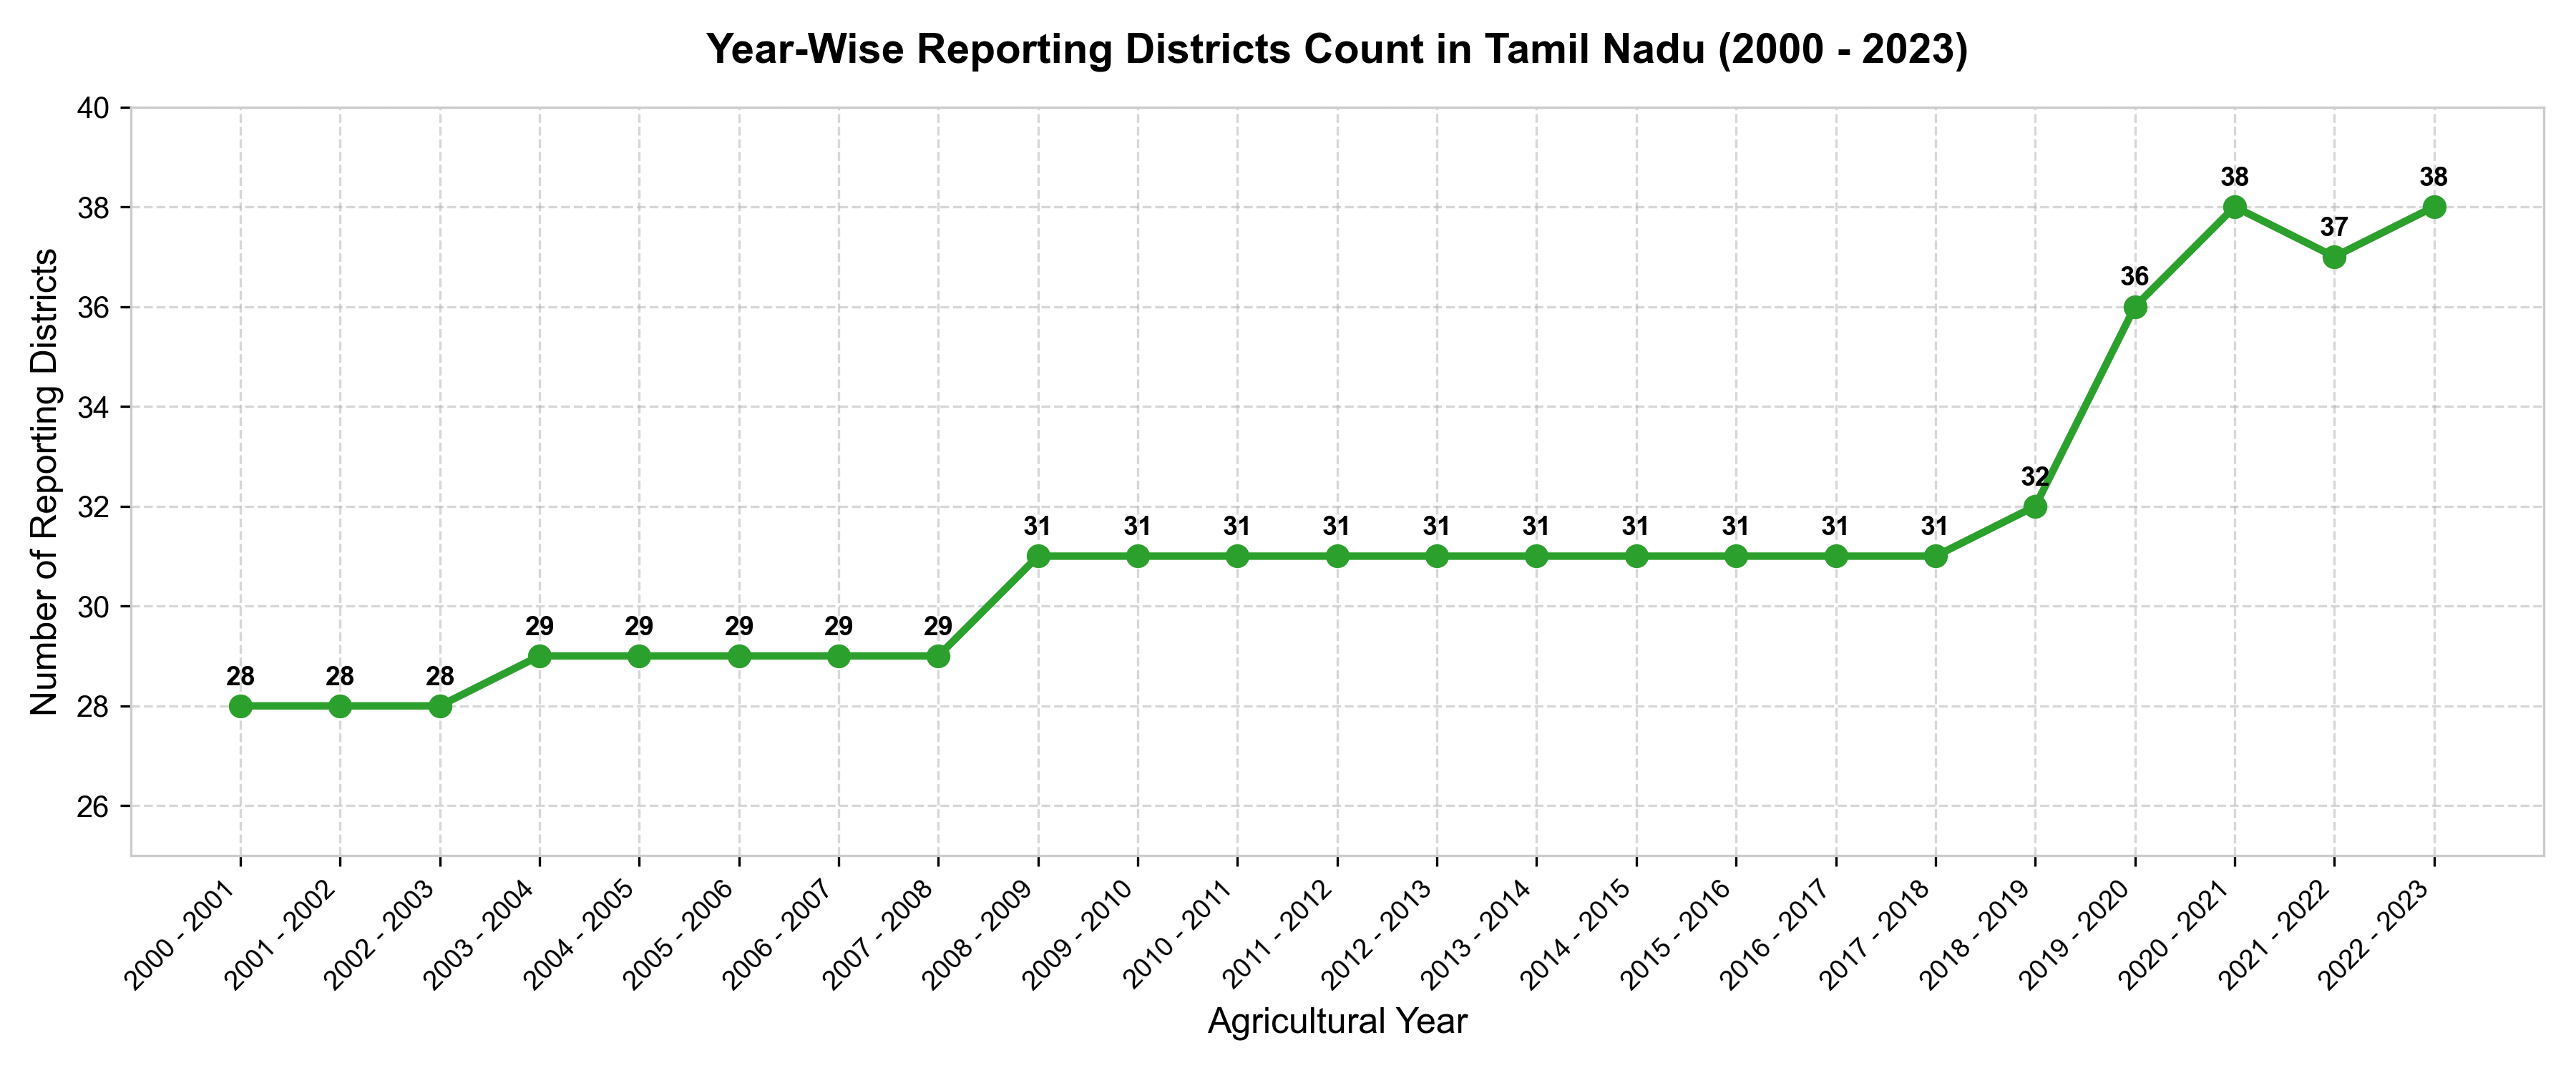 Year-Wise Reporting Districts Count in Tamil Nadu (2000 - 2023)
Number of Reporting Districts
40
38
36
34
32
30
28
26
28
28
28
29
29
29
29
29
31
31
31
31
31
31
31
31
31
31
32
36
38
37
38
2000 - 2001
2001 - 2002
2002 - 2003
2003 - 2004
2004 - 2005
2005 - 2006
2006 - 2007
2007 - 2008
2008 - 2009
2009 - 2010
2010 - 2011
2011 - 2012
2012 - 2013
2013 - 2014
2014 - 2015
2015 - 2016
2016 - 2017
2017 - 2018
2018 - 2019
2019 - 2020
2020 - 2021
2021 - 2022
2022 - 2023
Agricultural Year